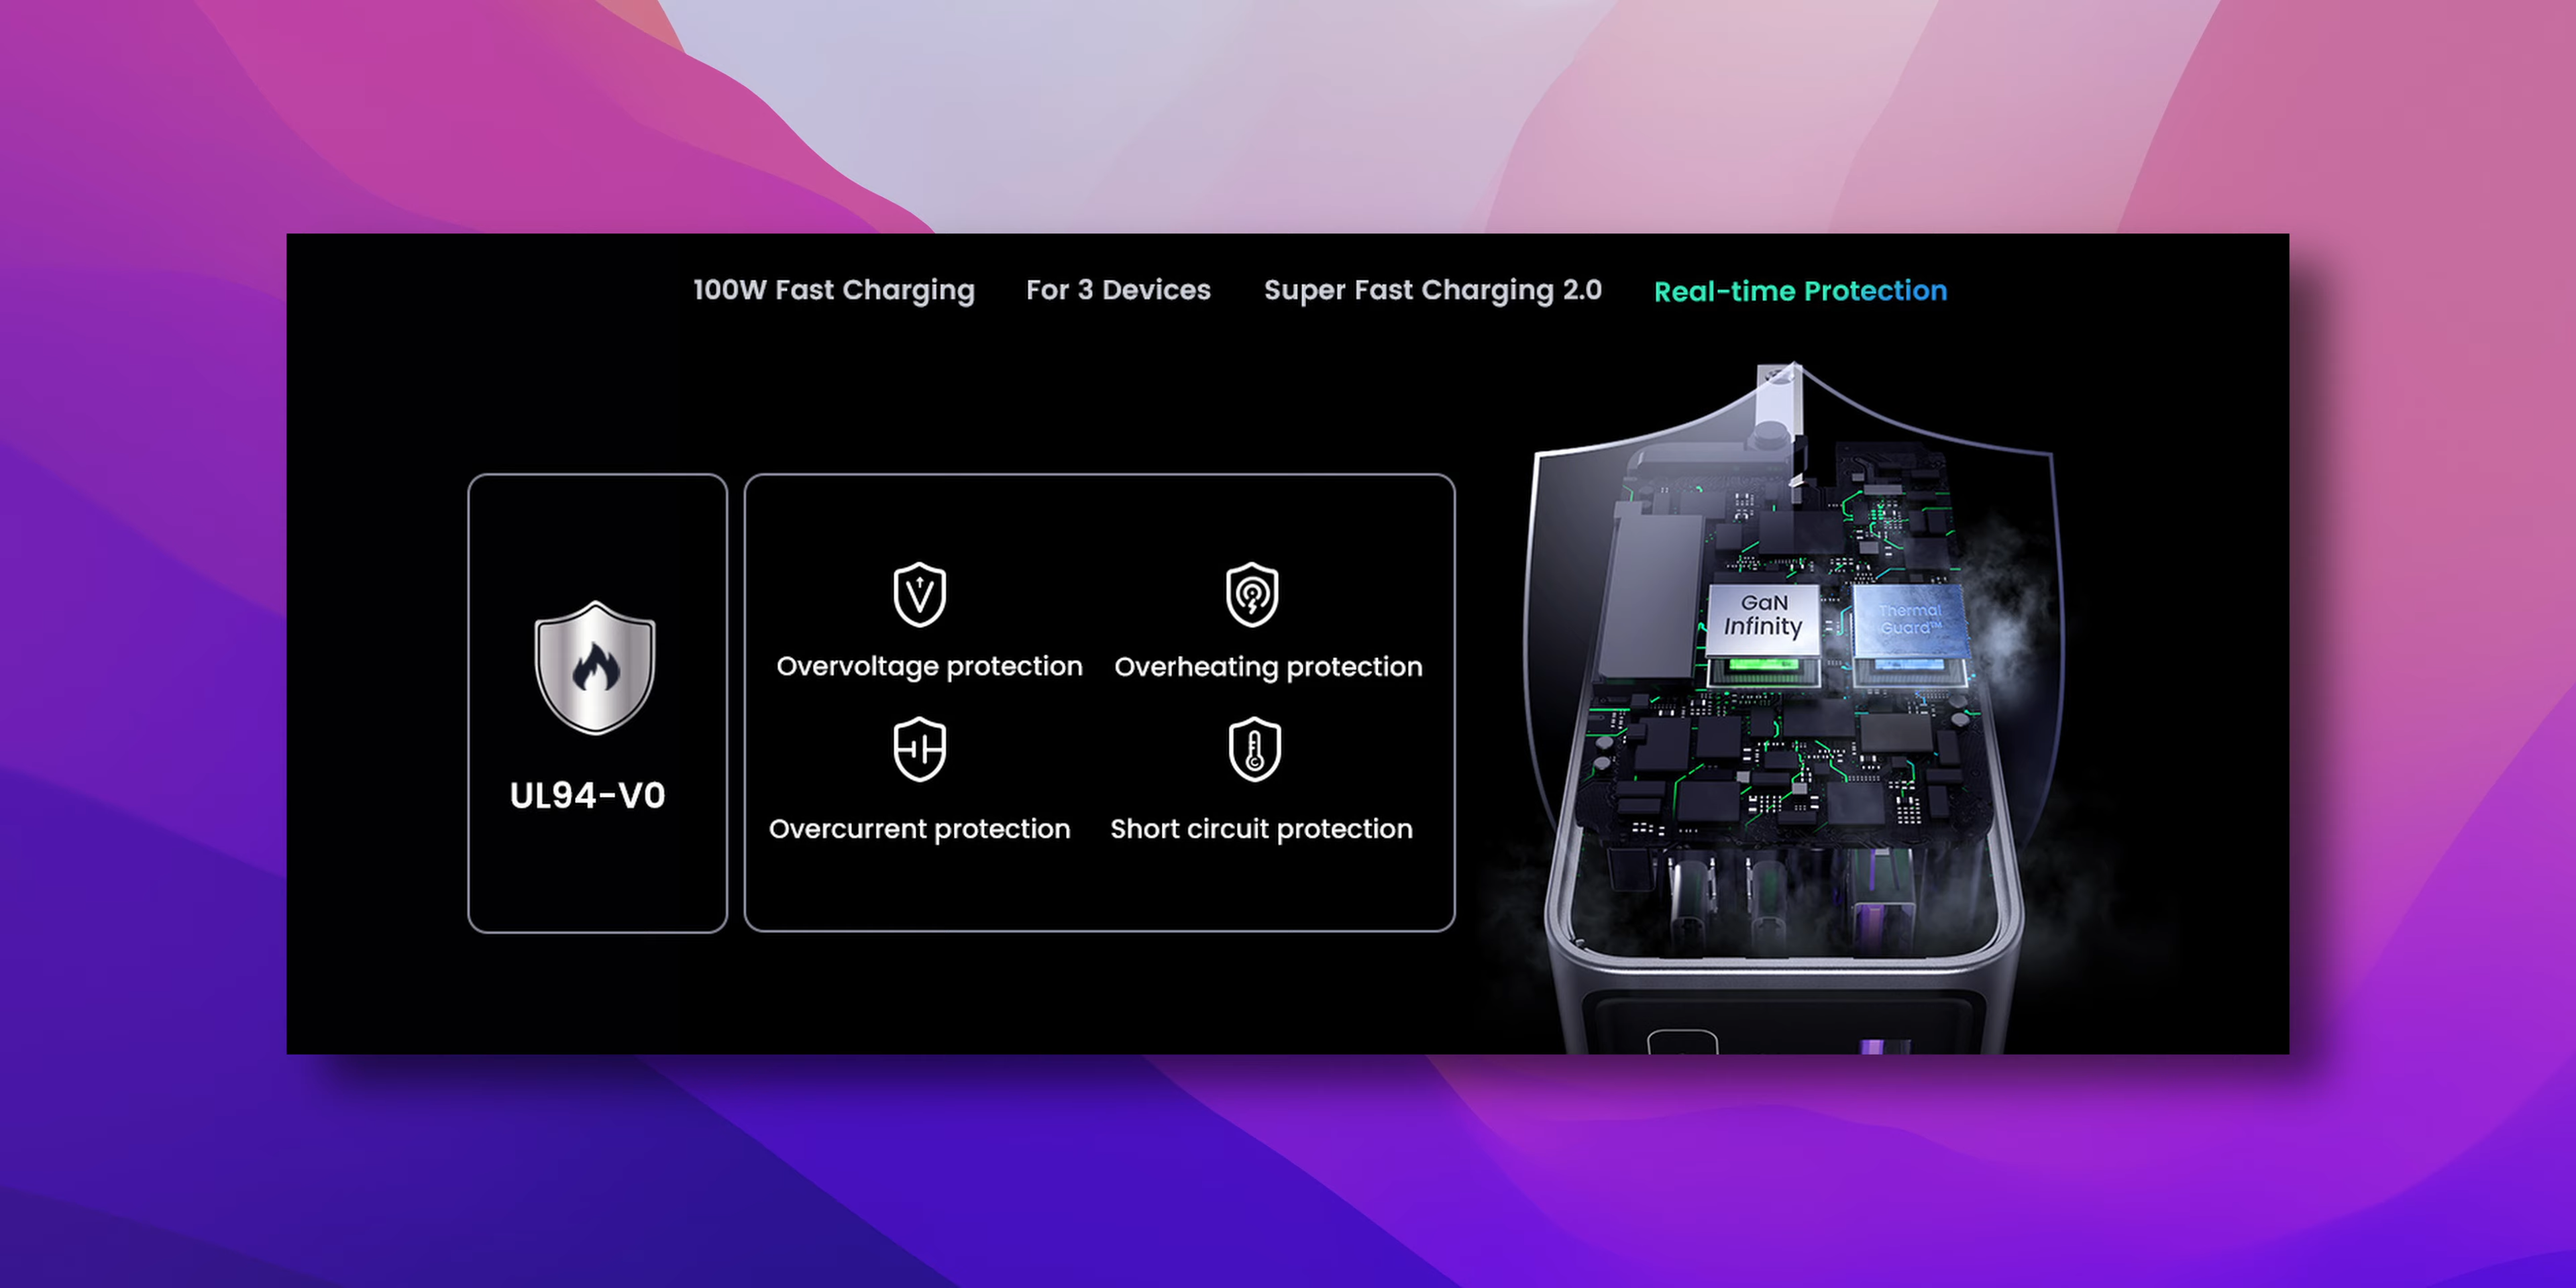 100W Fast Charging For 3 Devices Super Fast Charging 2.0 Real-time Protection
UL94-V0
Overvoltage protection
Overheating protection
Overcurrent protection
Short circuit protection
GaN
Infinity
Thermal
Guard™